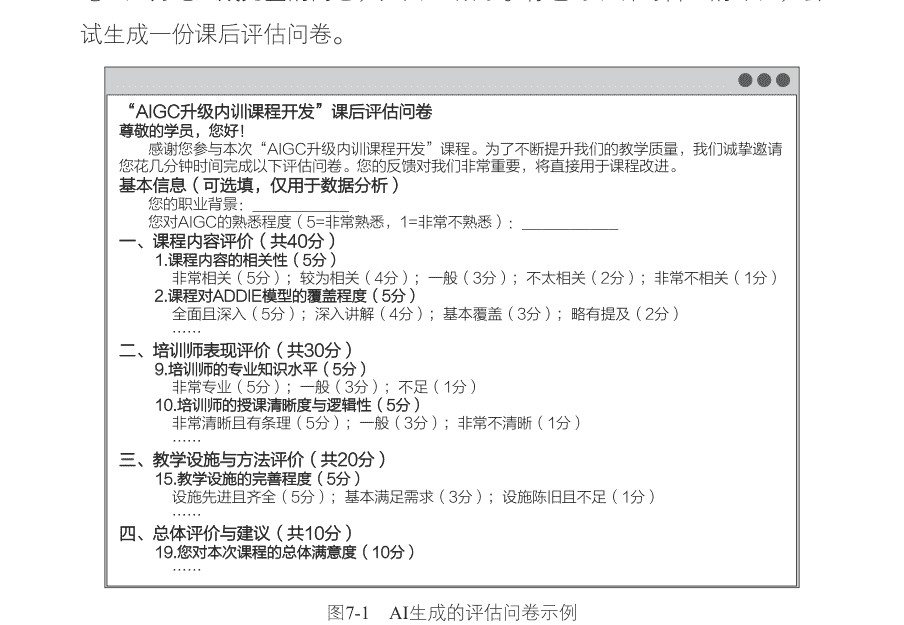 试生成一份课后评估问卷。
“AIGC升级内训课程开发”课后评估问卷
尊敬的学员，您好！
感谢您参与本次“AIGC升级内训课程开发”课程。为了不断提升我们的教学质量，我们诚挚邀请
您花几分钟时间完成以下评估问卷。您的反馈对我们非常重要，将直接用于课程改进。
基本信息（可选填，仅用于数据分析）
您的职业背景：____________
您对AIGC的熟悉程度（5=非常熟悉，1=非常不熟悉）：____________
一、课程内容评价（共40分）
1.课程内容的相关性（5分）
非常相关（5分）；较为相关（4分）；一般（3分）；不太相关（2分）；非常不相关（1分）
2.课程对ADDIE模型的覆盖程度（5分）
全面且深入（5分）；深入讲解（4分）；基本覆盖（3分）；略有提及（2分）
……
二、培训师表现评价（共30分）
9.培训师的专业知识水平（5分）
非常专业（5分）；一般（3分）；不足（1分）
10.培训师的授课清晰度与逻辑性（5分）
非常清晰且有条理（5分）；一般（3分）；非常不清晰（1分）
……
三、教学设施与方法评价（共20分）
15.教学设施的完善程度（5分）
设施先进且齐全（5分）；基本满足需求（3分）；设施陈旧且不足（1分）
……
四、总体评价与建议（共10分）
19.您对本次课程的总体满意度（10分）
……
图7-1　AI生成的评估问卷示例